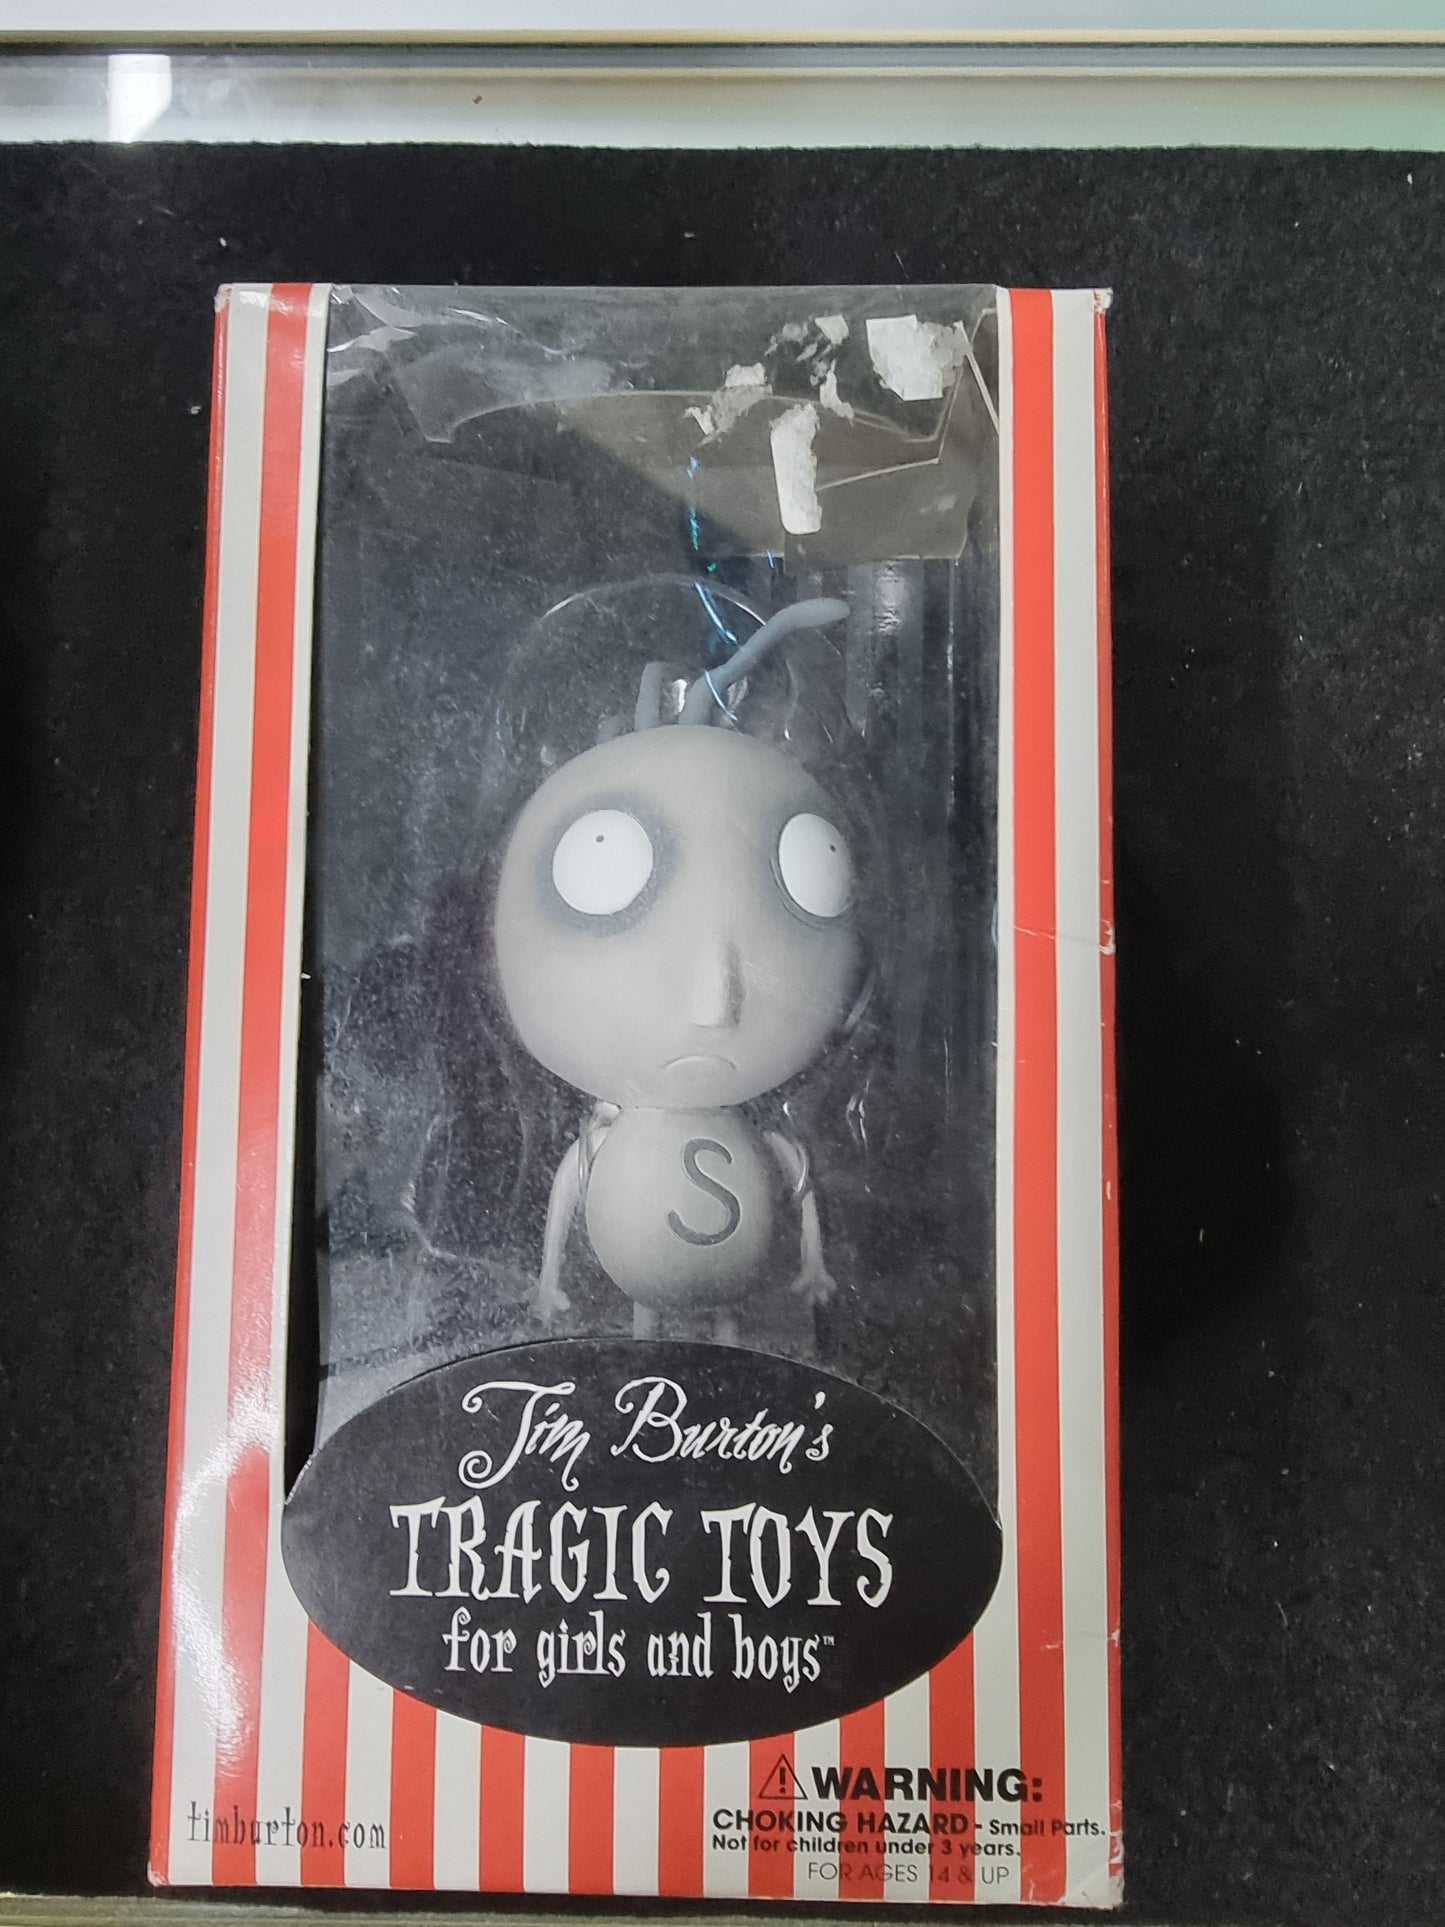 S
Tim Burton's
TRAGIC TOYS
for girls and boys™
timburton.com
⚠ WARNING:
CHOKING HAZARD - Small Parts.
Not for children under 3 years.
FOR AGES 14 & UP